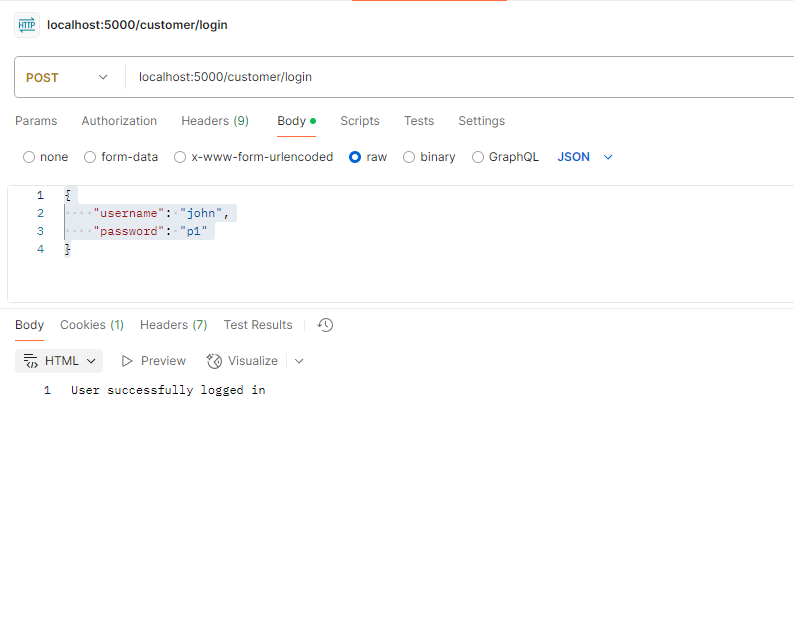 HTTP localhost:5000/customer/login
POST localhost:5000/customer/login
Params Authorization Headers (9) Body Scripts Tests Settings
none form-data x-www-form-urlencoded raw binary GraphQL JSON
1 {
2 "username": "john",
3 "password": "p1"
4 }
Body Cookies (1) Headers (7) Test Results
HTML Preview Visualize
1 User successfully logged in